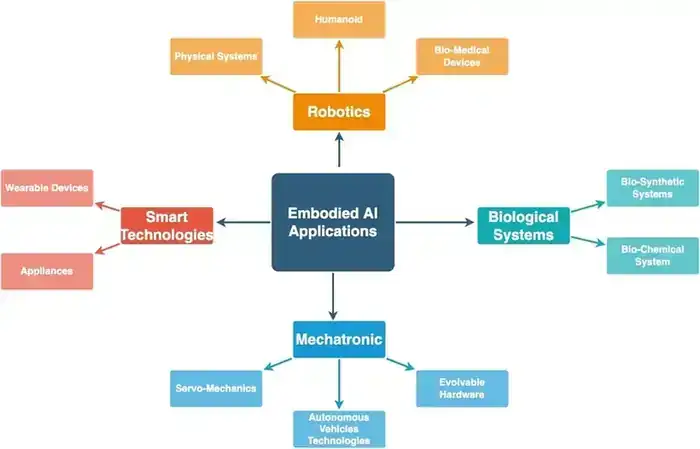 Humanoid
Physical Systems
Bio-Medical
Devices
Robotics
Wearable Devices
Smart
Technologies
Appliances
Embodied AI
Applications
Biological
Systems
Bio-Synthetic
Systems
Bio-Chemical
System
Mechatronic
Servo-Mechanics
Autonomous
Vehicles
Technologies
Evolvable
Hardware